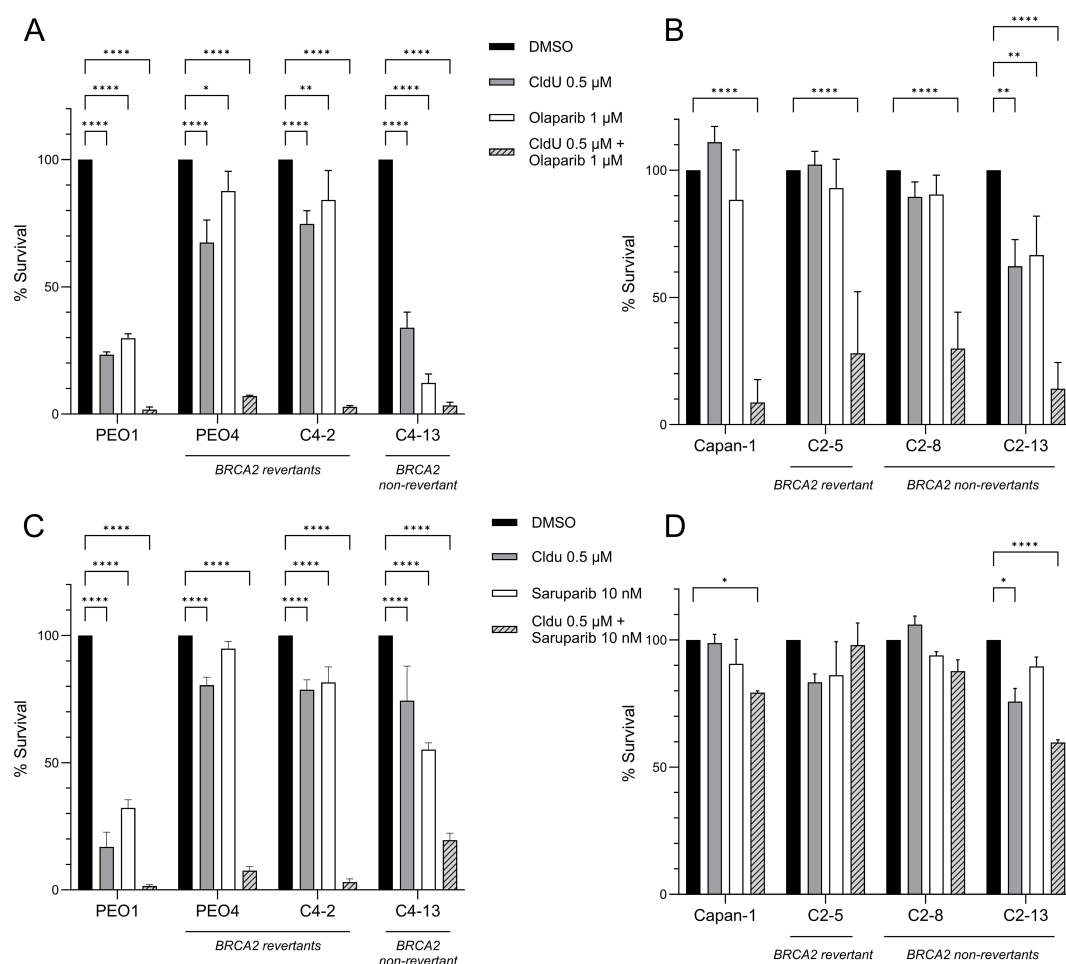 A
**** **** **** ****
**** * ** ****
**** **** **** ****
100
50
0
% Survival
PEO1 PEO4 C4-2 C4-13
BRCA2 revertants
BRCA2
non-revertant
DMSO
CldU 0.5 µM
Olaparib 1 µM
CldU 0.5 µM +
Olaparib 1 µM
B
****
**
**** **** **** **
100
50
0
% Survival
Capan-1 C2-5 C2-8 C2-13
BRCA2 revertant BRCA2 non-revertants
C
**** **** ****
**** **** **** ****
**** **** ****
100
50
0
% Survival
PEO1 PEO4 C4-2 C4-13
BRCA2 revertants
BRCA2
non-revertant
DMSO
Cldu 0.5 µM
Saruparib 10 nM
Cldu 0.5 µM +
Saruparib 10 nM
D
****
* *
100
50
0
% Survival
Capan-1 C2-5 C2-8 C2-13
BRCA2 revertant BRCA2 non-revertants